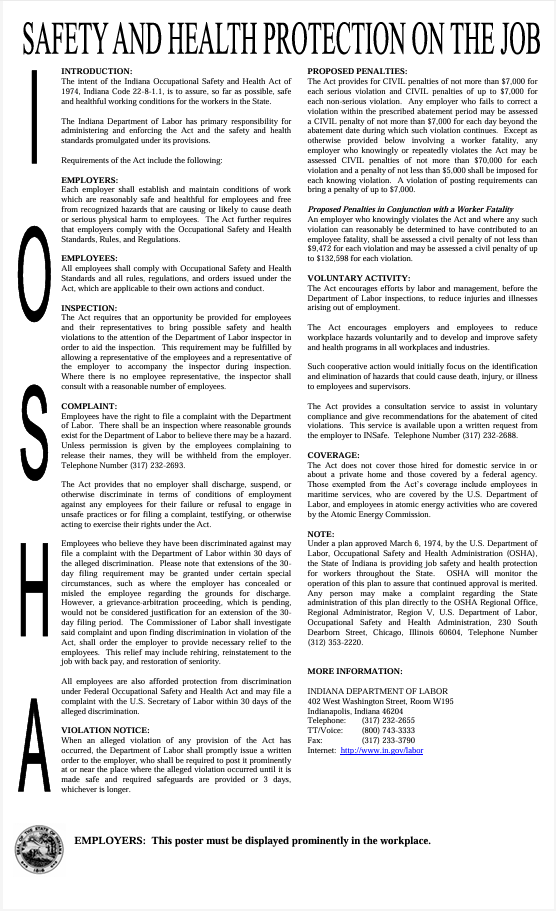 SAFETY AND HEALTH PROTECTION ON THE JOB
I
O
S
H
A
INTRODUCTION:
The intent of the Indiana Occupational Safety and Health Act of
1974, Indiana Code 22-8-1.1, is to assure, so far as possible, safe
and healthful working conditions for the workers in the State.
The Indiana Department of Labor has primary responsibility for
administering and enforcing the Act and the safety and health
standards promulgated under its provisions.
Requirements of the Act include the following:
EMPLOYERS:
Each employer shall establish and maintain conditions of work
which are reasonably safe and healthful for employees and free
from recognized hazards that are causing or likely to cause death
or serious physical harm to employees. The Act further requires
that employers comply with the Occupational Safety and Health
Standards, Rules, and Regulations.
EMPLOYEES:
All employees shall comply with Occupational Safety and Health
Standards and all rules, regulations, and orders issued under the
Act, which are applicable to their own actions and conduct.
INSPECTION:
The Act requires that an opportunity be provided for employees
and their representatives to bring possible safety and health
violations to the attention of the Department of Labor inspector in
order to aid the inspection. This requirement may be fulfilled by
allowing a representative of the employees and a representative of
the employer to accompany the inspector during inspection.
Where there is no employee representative, the inspector shall
consult with a reasonable number of employees.
COMPLAINT:
Employees have the right to file a complaint with the Department
of Labor. There shall be an inspection where reasonable grounds
exist for the Department of Labor to believe there may be a hazard.
Unless permission is given by the employees complaining to
release their names, they will be withheld from the employer.
Telephone Number (317) 232-2693.
The Act provides that no employer shall discharge, suspend, or
otherwise discriminate in terms of conditions of employment
against any employees for their failure or refusal to engage in
unsafe practices or for filing a complaint, testifying, or otherwise
acting to exercise their rights under the Act.
Employees who believe they have been discriminated against may
file a complaint with the Department of Labor within 30 days of
the alleged discrimination. Please note that extensions of the 30-
day filing requirement may be granted under certain special
circumstances, such as where the employer has concealed or
misled the employee regarding the grounds for discharge.
However, a grievance-arbitration proceeding, which is pending,
would not be considered justification for an extension of the 30-
day filing period. The Commissioner of Labor shall investigate
said complaint and upon finding discrimination in violation of the
Act, shall order the employer to provide necessary relief to the
employees. This relief may include rehiring, reinstatement to the
job with back pay, and restoration of seniority.
All employees are also afforded protection from discrimination
under Federal Occupational Safety and Health Act and may file a
complaint with the U.S. Secretary of Labor within 30 days of the
alleged discrimination.
VIOLATION NOTICE:
When an alleged violation of any provision of the Act has
occurred, the Department of Labor shall promptly issue a written
order to the employer, who shall be required to post it prominently
at or near the place where the alleged violation occurred until it is
made safe and required safeguards are provided or 3 days,
whichever is longer.
PROPOSED PENALTIES:
The Act provides for CIVIL penalties of not more than $7,000 for
each serious violation and CIVIL penalties of up to $7,000 for
each non-serious violation. Any employer who fails to correct a
violation within the prescribed abatement period may be assessed
a CIVIL penalty of not more than $7,000 for each day beyond the
abatement date during which such violation continues. Except as
otherwise provided below involving a worker fatality, any
employer who knowingly or repeatedly violates the Act may be
assessed CIVIL penalties of not more than $70,000 for each
violation and a penalty of not less than $5,000 shall be imposed for
each knowing violation. A violation of posting requirements can
bring a penalty of up to $7,000.
Proposed Penalties in Conjunction with a Worker Fatality
An employer who knowingly violates the Act and where any such
violation can reasonably be determined to have contributed to an
employee fatality, shall be assessed a civil penalty of not less than
$9,472 for each violation and may be assessed a civil penalty of up
to $132,598 for each violation.
VOLUNTARY ACTIVITY:
The Act encourages efforts by labor and management, before the
Department of Labor inspections, to reduce injuries and illnesses
arising out of employment.
The Act encourages employers and employees to reduce
workplace hazards voluntarily and to develop and improve safety
and health programs in all workplaces and industries.
Such cooperative action would initially focus on the identification
and elimination of hazards that could cause death, injury, or illness
to employees and supervisors.
The Act provides a consultation service to assist in voluntary
compliance and give recommendations for the abatement of cited
violations. This service is available upon a written request from
the employer to INSafe. Telephone Number (317) 232-2688.
COVERAGE:
The Act does not cover those hired for domestic service in or
about a private home and those covered by a federal agency.
Those exempted from the Act's coverage include employees in
maritime services, who are covered by the U.S. Department of
Labor, and employees in atomic energy activities who are covered
by the Atomic Energy Commission.
NOTE:
Under a plan approved March 6, 1974, by the U.S. Department of
Labor, Occupational Safety and Health Administration (OSHA),
the State of Indiana is providing job safety and health protection
for workers throughout the State. OSHA will monitor the
operation of this plan to assure that continued approval is merited.
Any person may make a complaint regarding the State
administration of this plan directly to the OSHA Regional Office,
Regional Administrator, Region V, U.S. Department of Labor,
Occupational Safety and Health Administration, 230 South
Dearborn Street, Chicago, Illinois 60604, Telephone Number
(312) 353-2220.
MORE INFORMATION:
INDIANA DEPARTMENT OF LABOR
402 West Washington Street, Room W195
Indianapolis, Indiana 46204
Telephone: (317) 232-2655
TT/Voice: (800) 743-3333
Fax: (317) 233-3790
Internet: http://www.in.gov/labor
EMPLOYERS: This poster must be displayed prominently in the workplace.